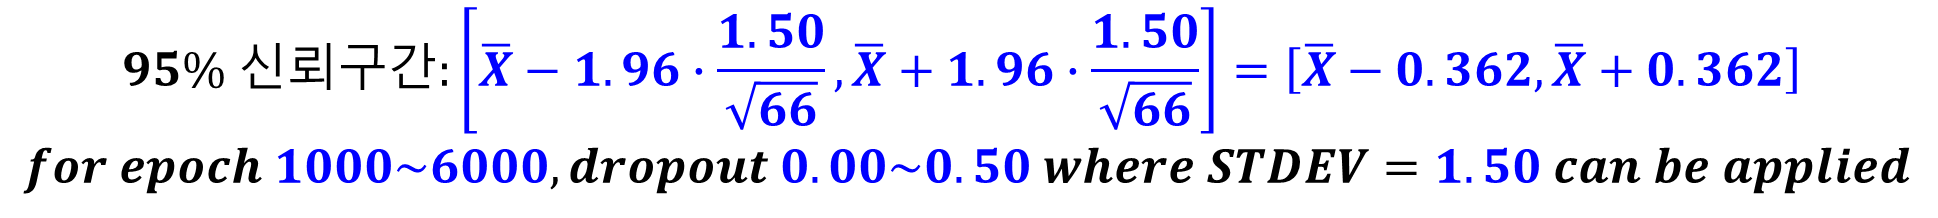 95% 신뢰구간: [X̅ − 1.96 · 1.50/√66, X̅ + 1.96 · 1.50/√66] = [X̅ − 0.362, X̅ + 0.362]
for epoch 1000~6000, dropout 0.00~0.50 where STDEV = 1.50 can be applied